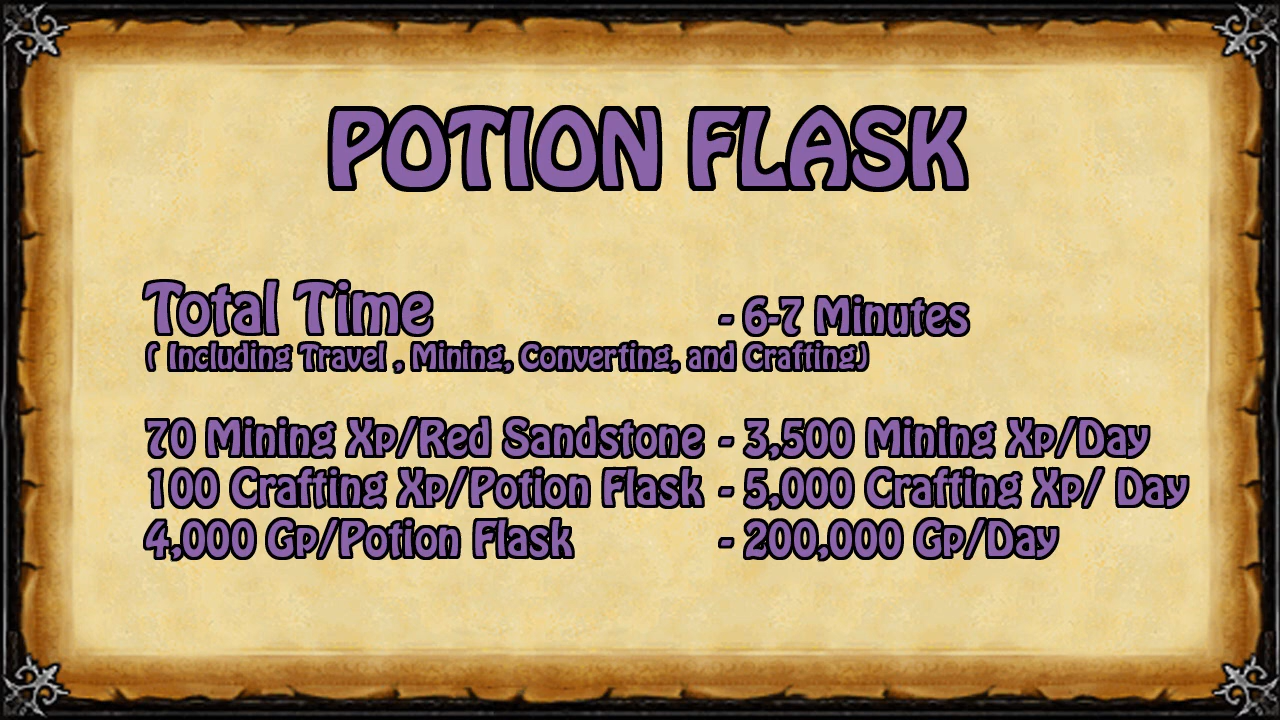 POTION FLASK
Total Time - 6-7 Minutes
( Including Travel , Mining, Converting, and Crafting)
70 Mining Xp/Red Sandstone - 3,500 Mining Xp/Day
100 Crafting Xp/Potion Flask - 5,000 Crafting Xp/ Day
4,000 Gp/Potion Flask - 200,000 Gp/Day